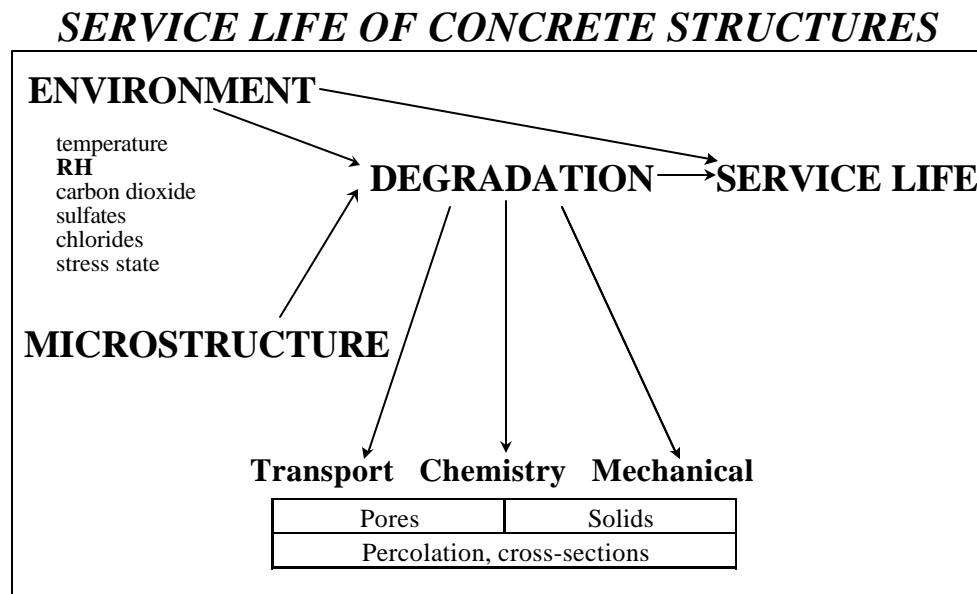 SERVICE LIFE OF CONCRETE STRUCTURES
ENVIRONMENT
temperature
RH
carbon dioxide
sulfates
chlorides
stress state
DEGRADATION
SERVICE LIFE
MICROSTRUCTURE
Transport Chemistry Mechanical
Pores Solids
Percolation, cross-sections